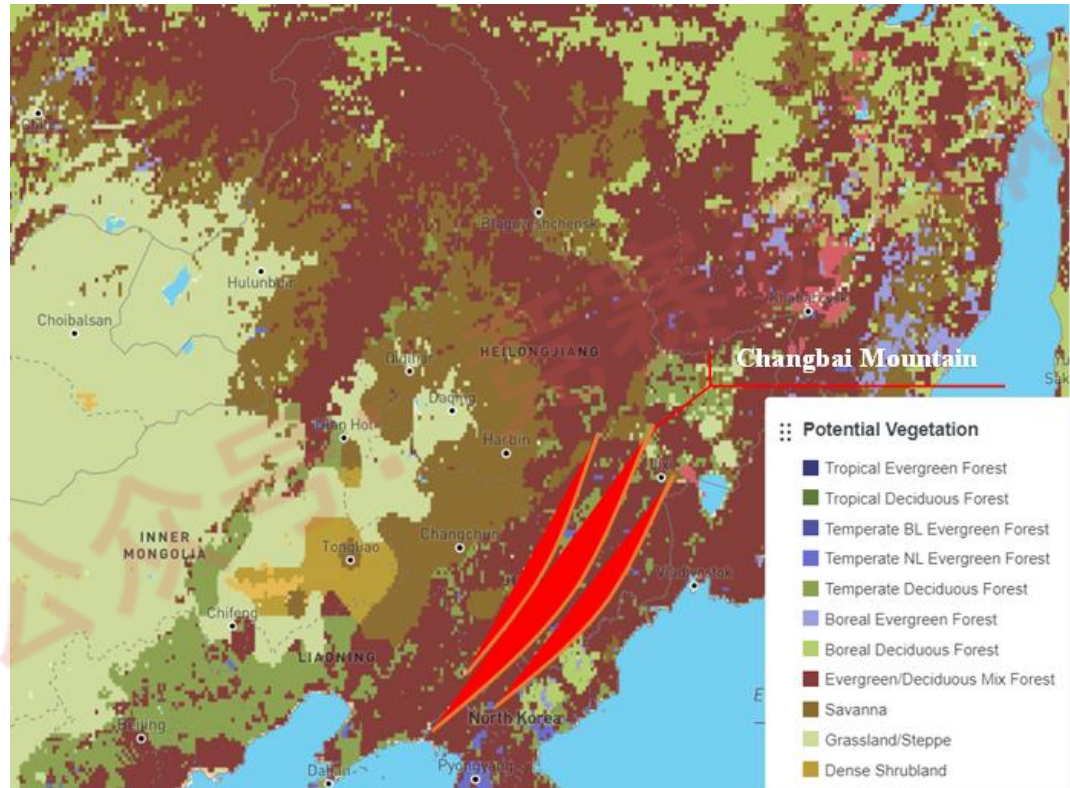 Blagoveshchensk
Hulunbuir
Khabarovsk
Choibalsan
Qiqihar
HEILONGJIANG
Changbai Mountain
Daqing
Harbin
INNER
MONGOLIA
Tongliao
Changchun
Vladivostok
Chifeng
LIAONING
Beijing
North Korea
Dalian
Pyongyang
Potential Vegetation
Tropical Evergreen Forest
Tropical Deciduous Forest
Temperate BL Evergreen Forest
Temperate NL Evergreen Forest
Temperate Deciduous Forest
Boreal Evergreen Forest
Boreal Deciduous Forest
Evergreen/Deciduous Mix Forest
Savanna
Grassland/Steppe
Dense Shrubland